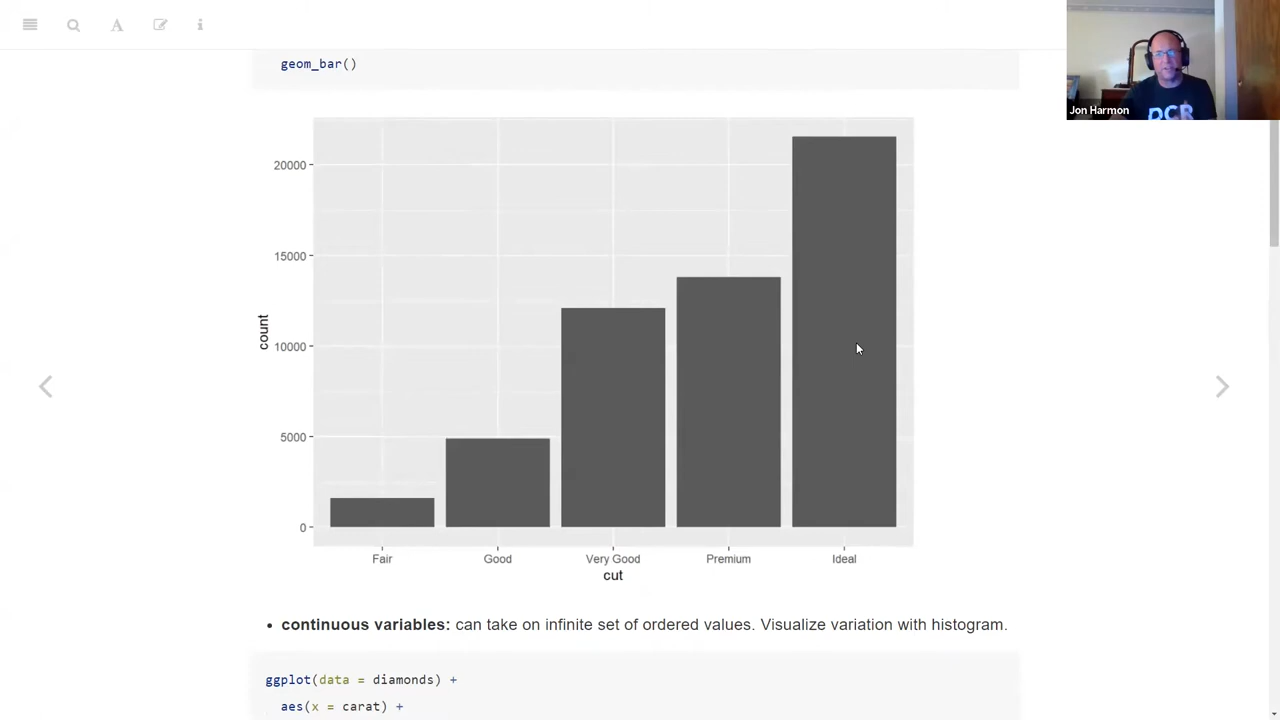 geom_bar()
Jon Harmon
DCR
20000
15000
10000
5000
0
count
Fair Good Very Good Premium Ideal
cut
• continuous variables: can take on infinite set of ordered values. Visualize variation with histogram.
ggplot(data = diamonds) +
aes(x = carat) +